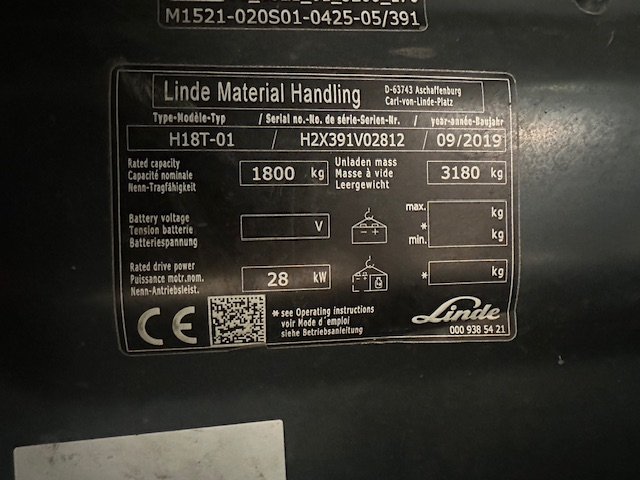 M1521-020S01-0425-05/391
Linde Material Handling
D-63743 Aschaffenburg
Carl-von-Linde-Platz
Type-Modèle-Typ / Serial no.-No. de série-Serien-Nr. / year-année-Baujahr
H18T-01 / H2X391V02812 / 09/2019
Rated capacity
Capacité nominale
Nenn-Tragfähigkeit
1800 kg
Unladen mass
Masse à vide
Leergewicht
3180 kg
Battery voltage
Tension batterie
Batteriespannung
V
max. kg
* kg
min.
Rated drive power
Puissance motr.nom.
Nenn-Antriebsleist.
28 kW
* kg
CE
* see Operating instructions
voir Mode d'emploi
siehe Betriebsanleitung
Linde
000 938 54 21